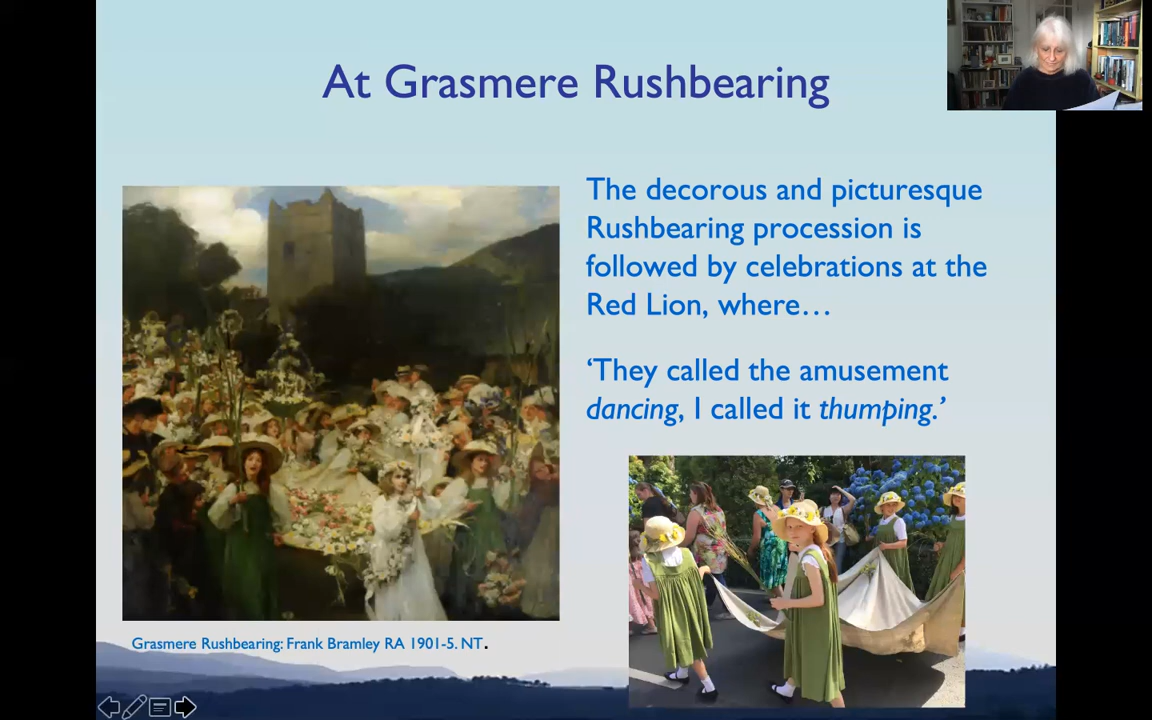 At Grasmere Rushbearing
The decorous and picturesque
Rushbearing procession is
followed by celebrations at the
Red Lion, where…
‘They called the amusement
dancing, I called it thumping.’
Grasmere Rushbearing: Frank Bramley RA 1901-5. NT.